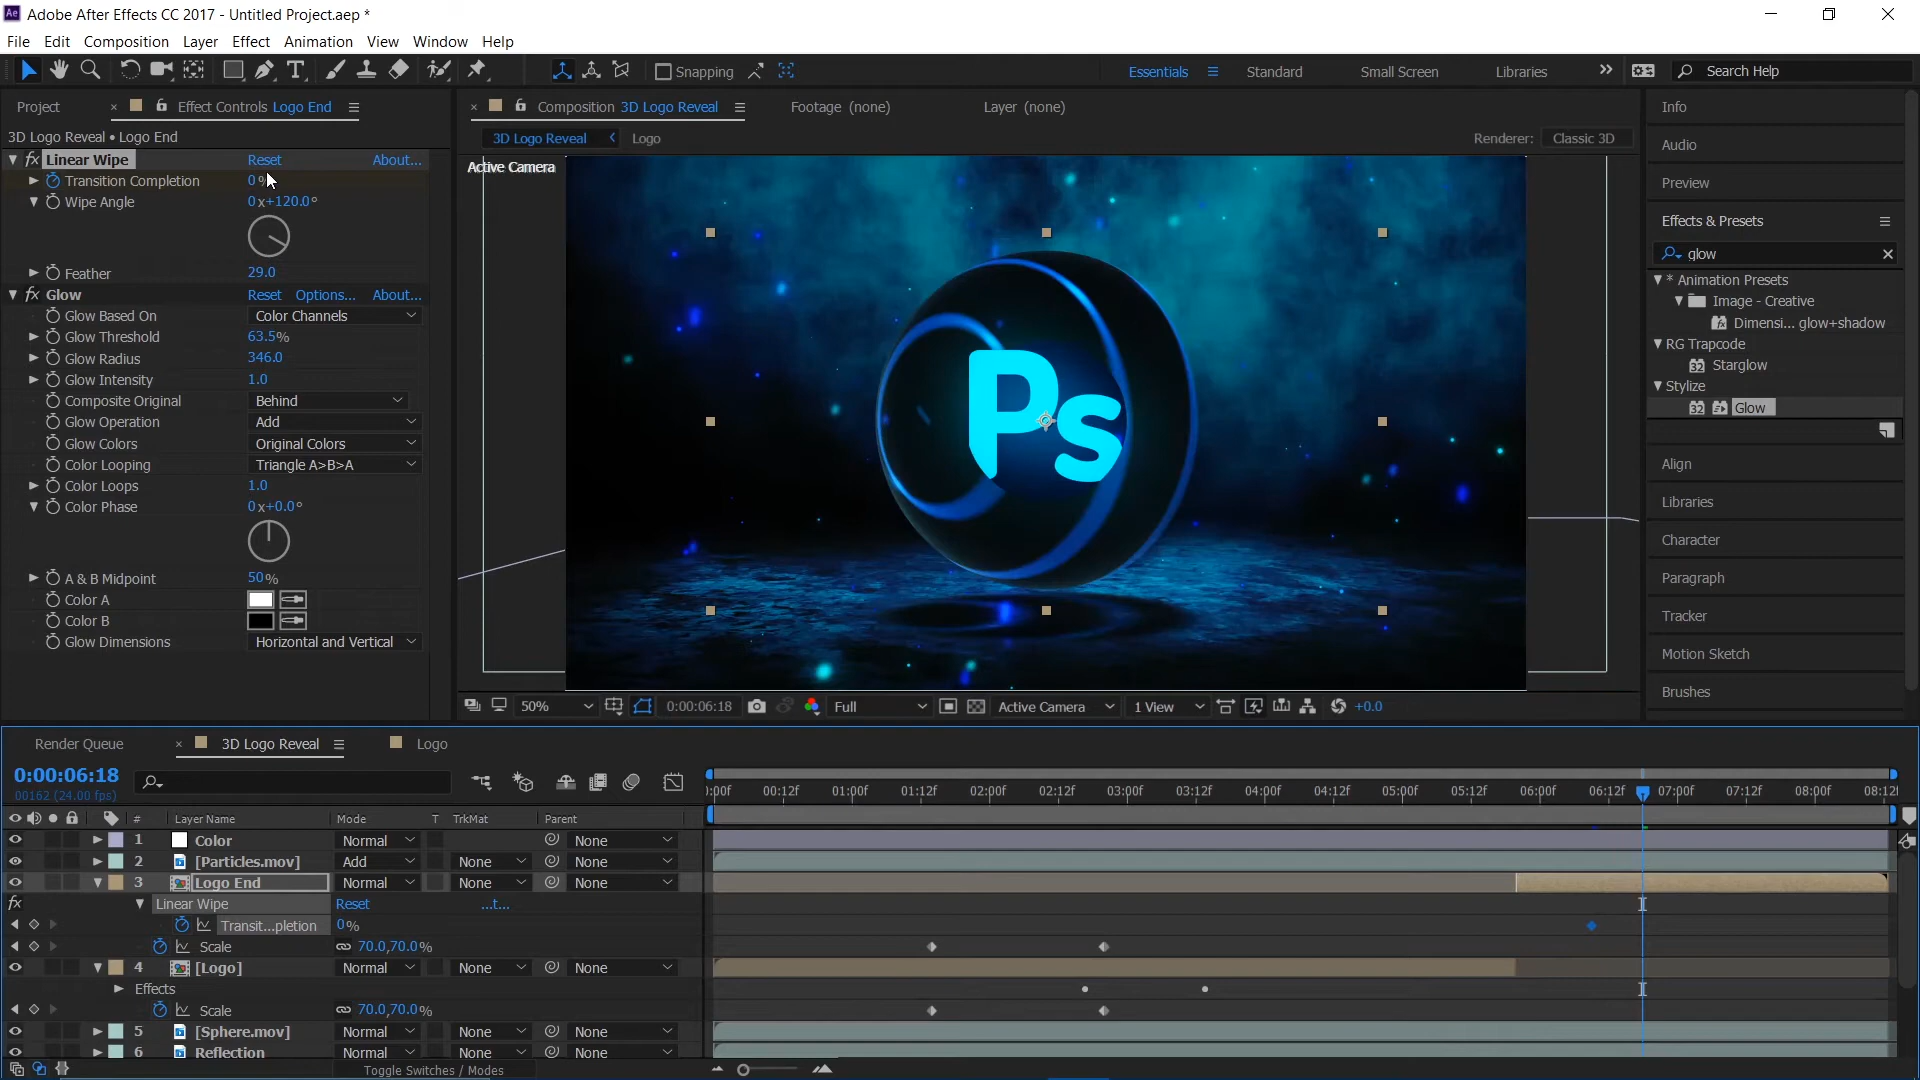 Adobe After Effects CC 2017 - Untitled Project.aep *
File Edit Composition Layer Effect Animation View Window Help
Snapping Essentials Standard Small Screen Libraries Search Help
Project Effect Controls Logo End
3D Logo Reveal • Logo End
fx Linear Wipe Reset About...
Transition Completion 0%
Wipe Angle 0x+120.0°
Feather 29.0
fx Glow Reset Options... About...
Glow Based On Color Channels
Glow Threshold 63.5%
Glow Radius 346.0
Glow Intensity 1.0
Composite Original Behind
Glow Operation Add
Glow Colors Original Colors
Color Looping Triangle A>B>A
Color Loops 1.0
Color Phase 0x+0.0°
A & B Midpoint 50%
Color A
Color B
Glow Dimensions Horizontal and Vertical
Composition 3D Logo Reveal Footage (none) Layer (none)
3D Logo Reveal Logo Renderer: Classic 3D
Active Camera
Ps
50% 0:00:06:18 Full Active Camera 1 View +0.0
Info
Audio
Preview
Effects & Presets
glow
* Animation Presets
Image - Creative
Dimensi... glow+shadow
RG Trapcode
Starglow
Stylize
Glow
Align
Libraries
Character
Paragraph
Tracker
Motion Sketch
Brushes
Render Queue 3D Logo Reveal Logo
0:00:06:18
00162 (24.00 fps)
):00f 00:12f 01:00f 01:12f 02:00f 02:12f 03:00f 03:12f 04:00f 04:12f 05:00f 05:12f 06:00f 06:12f 07:00f 07:12f 08:00f 08:12f
# Layer Name Mode T TrkMat Parent
1 Color Normal None
2 [Particles.mov] Add None None
3 Logo End Normal None None
fx Linear Wipe Reset ...t...
Transit...pletion 0%
Scale 70.0,70.0%
4 [Logo] Normal None None
Effects
Scale 70.0,70.0%
5 [Sphere.mov] Normal None None
6 Reflection Normal None None
Toggle Switches / Modes